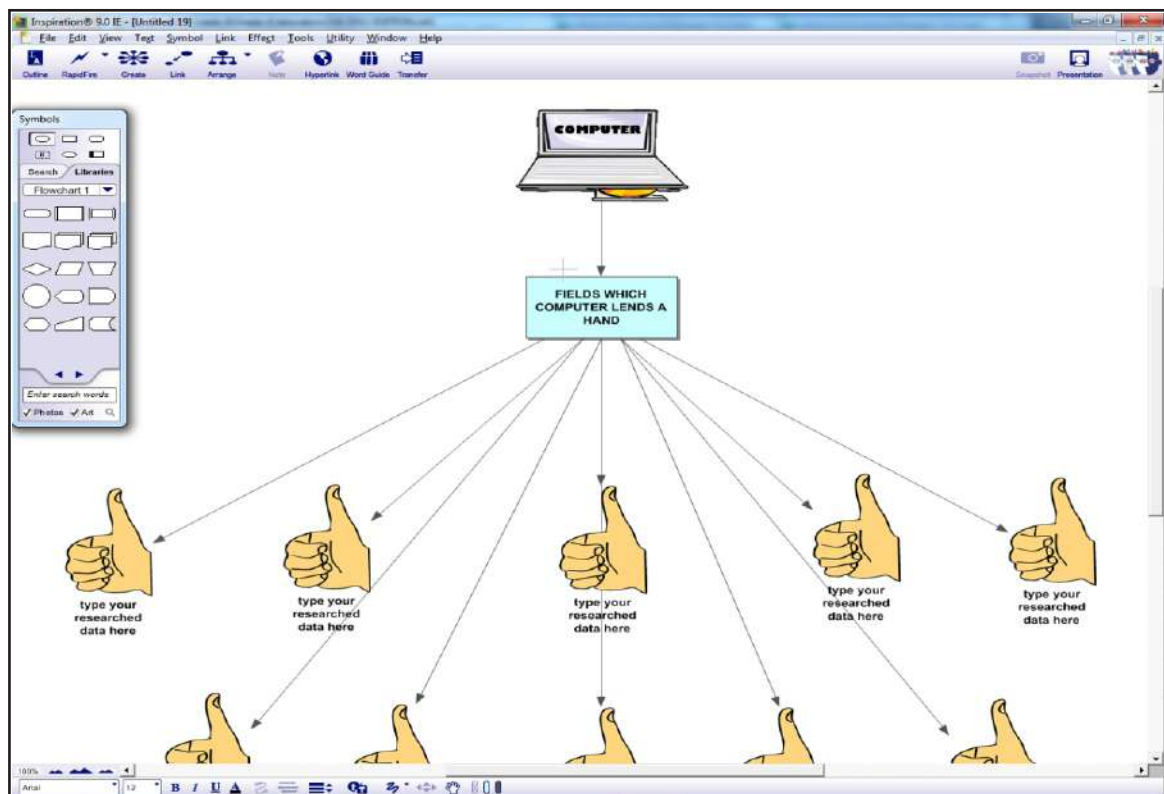 Inspiration® 9.0 IE - [Untitled 19]
File Edit View Text Symbol Link Effect Tools Utility Window Help
Outline RapidFire Create Link Arrange Note Hyperlink Word Guide Transfer
Snapshot Presentation
Symbols
Search Libraries
Flowchart 1
Enter search words
Photos Art
COMPUTER
FIELDS WHICH
COMPUTER LENDS A
HAND
type your
researched
data here
type your
researched
data here
type your
researched
data here
type your
researched
data here
type your
researched
data here
100%
Arial 12 B I U A